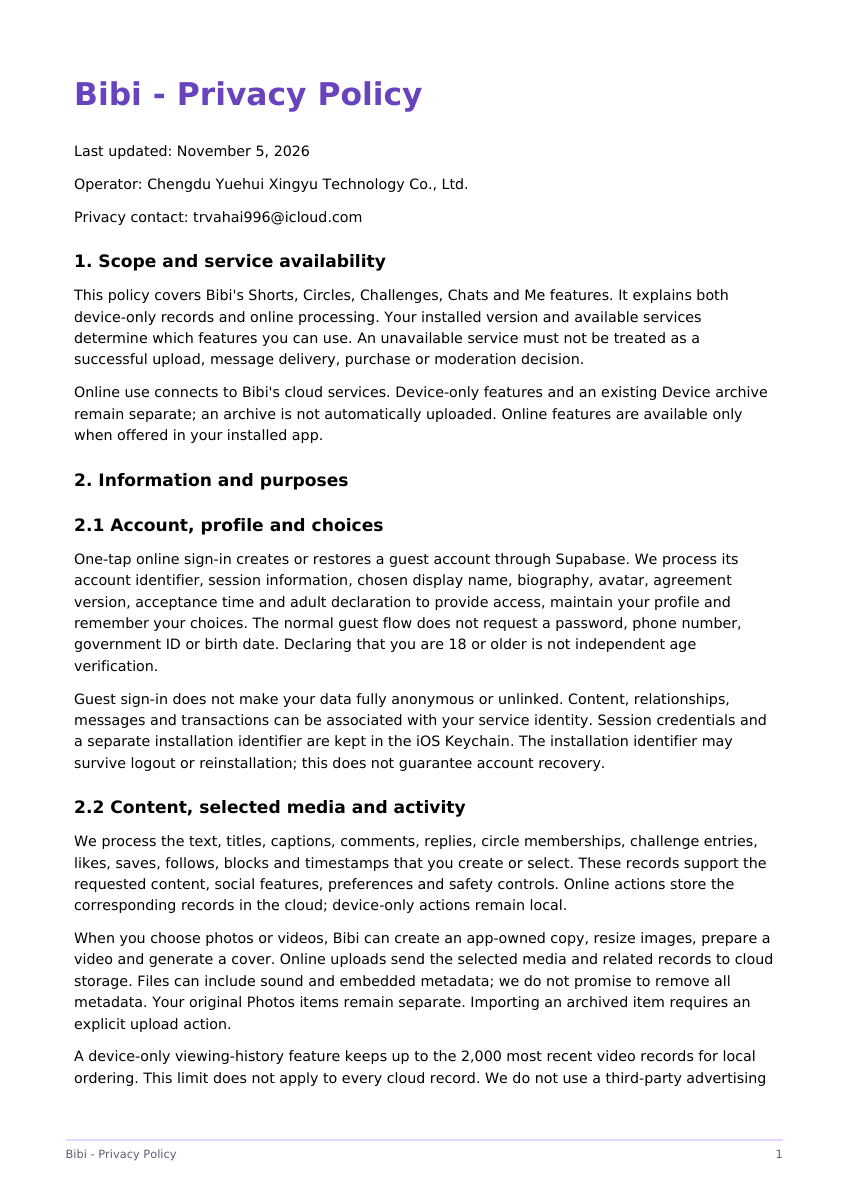 Bibi - Privacy Policy
Last updated: November 5, 2026
Operator: Chengdu Yuehui Xingyu Technology Co., Ltd.
Privacy contact: trvahai996@icloud.com
1. Scope and service availability
This policy covers Bibi's Shorts, Circles, Challenges, Chats and Me features. It explains both
device-only records and online processing. Your installed version and available services
determine which features you can use. An unavailable service must not be treated as a
successful upload, message delivery, purchase or moderation decision.
Online use connects to Bibi's cloud services. Device-only features and an existing Device archive
remain separate; an archive is not automatically uploaded. Online features are available only
when offered in your installed app.
2. Information and purposes
2.1 Account, profile and choices
One-tap online sign-in creates or restores a guest account through Supabase. We process its
account identifier, session information, chosen display name, biography, avatar, agreement
version, acceptance time and adult declaration to provide access, maintain your profile and
remember your choices. The normal guest flow does not request a password, phone number,
government ID or birth date. Declaring that you are 18 or older is not independent age
verification.
Guest sign-in does not make your data fully anonymous or unlinked. Content, relationships,
messages and transactions can be associated with your service identity. Session credentials and
a separate installation identifier are kept in the iOS Keychain. The installation identifier may
survive logout or reinstallation; this does not guarantee account recovery.
2.2 Content, selected media and activity
We process the text, titles, captions, comments, replies, circle memberships, challenge entries,
likes, saves, follows, blocks and timestamps that you create or select. These records support the
requested content, social features, preferences and safety controls. Online actions store the
corresponding records in the cloud; device-only actions remain local.
When you choose photos or videos, Bibi can create an app-owned copy, resize images, prepare a
video and generate a cover. Online uploads send the selected media and related records to cloud
storage. Files can include sound and embedded metadata; we do not promise to remove all
metadata. Your original Photos items remain separate. Importing an archived item requires an
explicit upload action.
A device-only viewing-history feature keeps up to the 2,000 most recent video records for local
ordering. This limit does not apply to every cloud record. We do not use a third-party advertising
Bibi - Privacy Policy
1